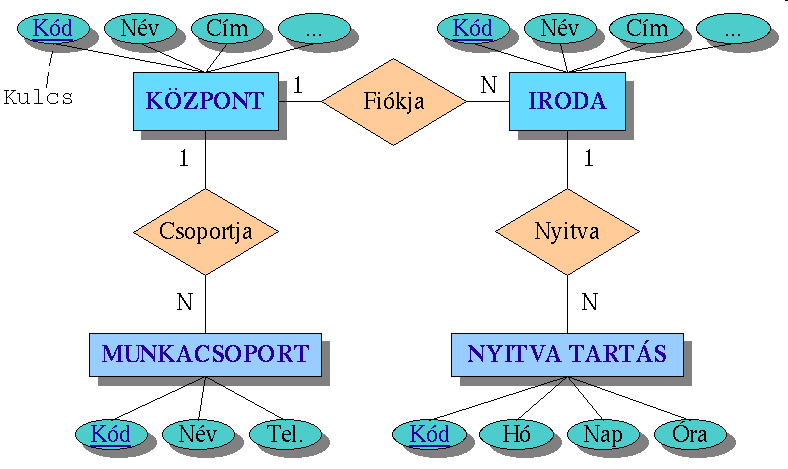 Kód Név Cím ... Kód Név Cím ...
Kulcs
KÖZPONT 1 Fiókja N IRODA
1 1
Csoportja Nyitva
N N
MUNKACSOPORT NYITVA TARTÁS
Kód Név Tel. Kód Hó Nap Óra